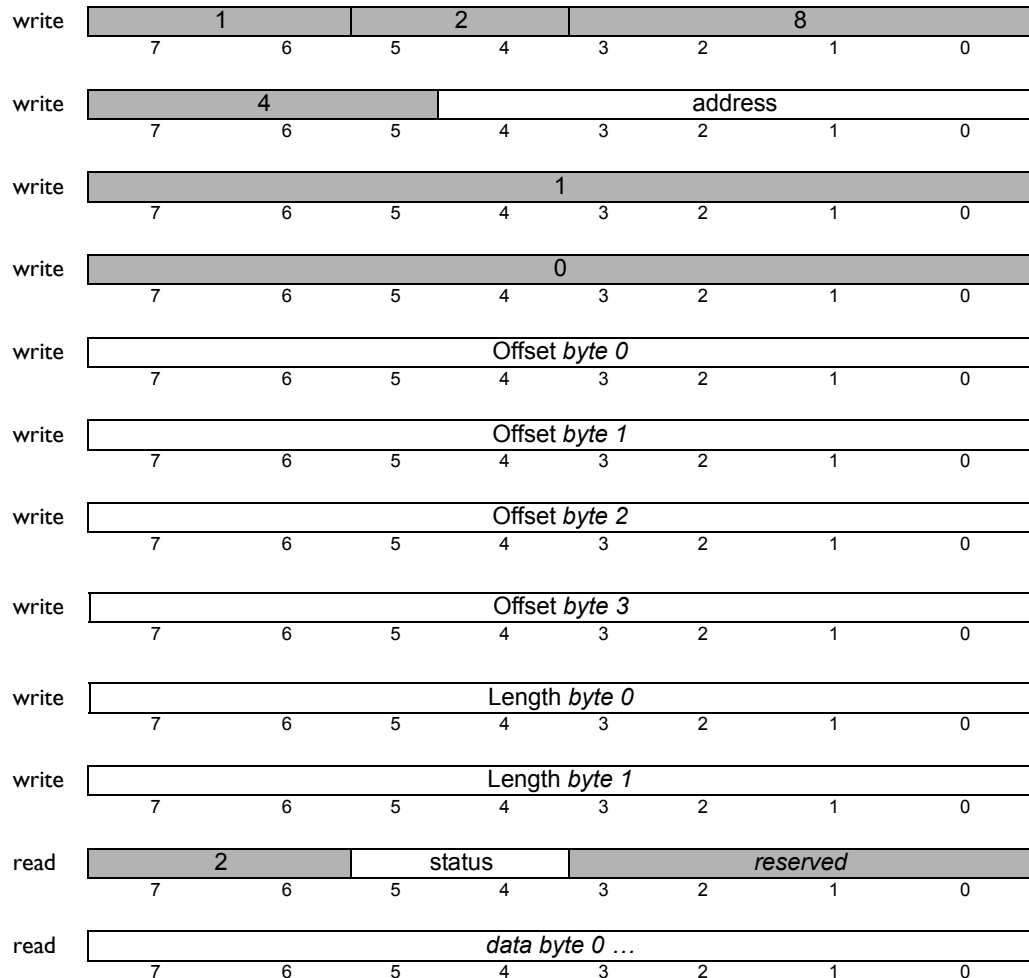 write 1 2 8
7 6 5 4 3 2 1 0
write 4 address
7 6 5 4 3 2 1 0
write 1
7 6 5 4 3 2 1 0
write 0
7 6 5 4 3 2 1 0
write Offset byte 0
7 6 5 4 3 2 1 0
write Offset byte 1
7 6 5 4 3 2 1 0
write Offset byte 2
7 6 5 4 3 2 1 0
write Offset byte 3
7 6 5 4 3 2 1 0
write Length byte 0
7 6 5 4 3 2 1 0
write Length byte 1
7 6 5 4 3 2 1 0
read 2 status reserved
7 6 5 4 3 2 1 0
read data byte 0 …
7 6 5 4 3 2 1 0